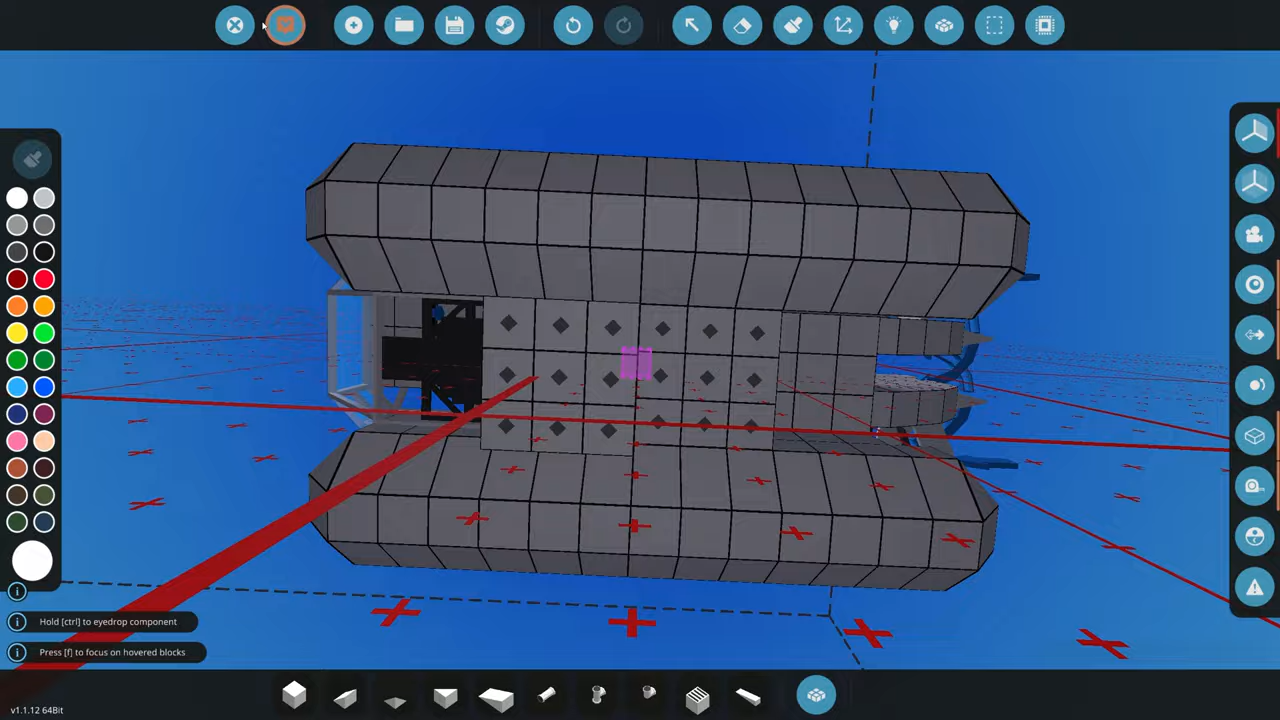 Hold [ctrl] to eyedrop component
Press [f] to focus on hovered blocks
v1.1.12 64Bit